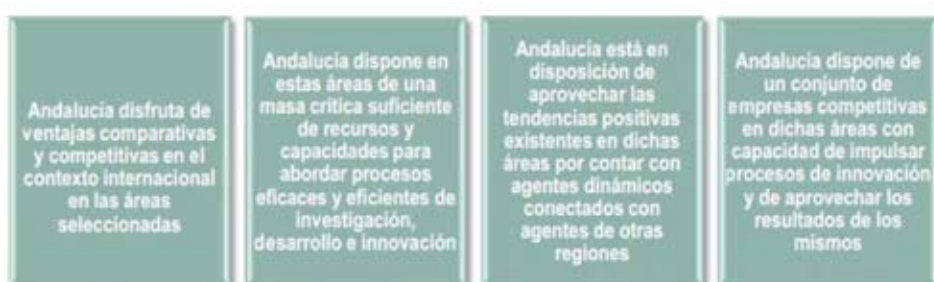 Andalucía disfruta de
ventajas comparativas
y competitivas en el
contexto internacional
en las áreas
seleccionadas
Andalucía dispone en
estas áreas de una
masa crítica suficiente
de recursos y
capacidades para
abordar procesos
eficaces y eficientes de
investigación,
desarrollo e innovación
Andalucía está en
disposición de
aprovechar las
tendencias positivas
existentes en dichas
áreas por contar con
agentes dinámicos
conectados con
agentes de otras
regiones
Andalucía dispone de
un conjunto de
empresas competitivas
en dichas áreas con
capacidad de impulsar
procesos de innovación
y de aprovechar los
resultados de los
mismos